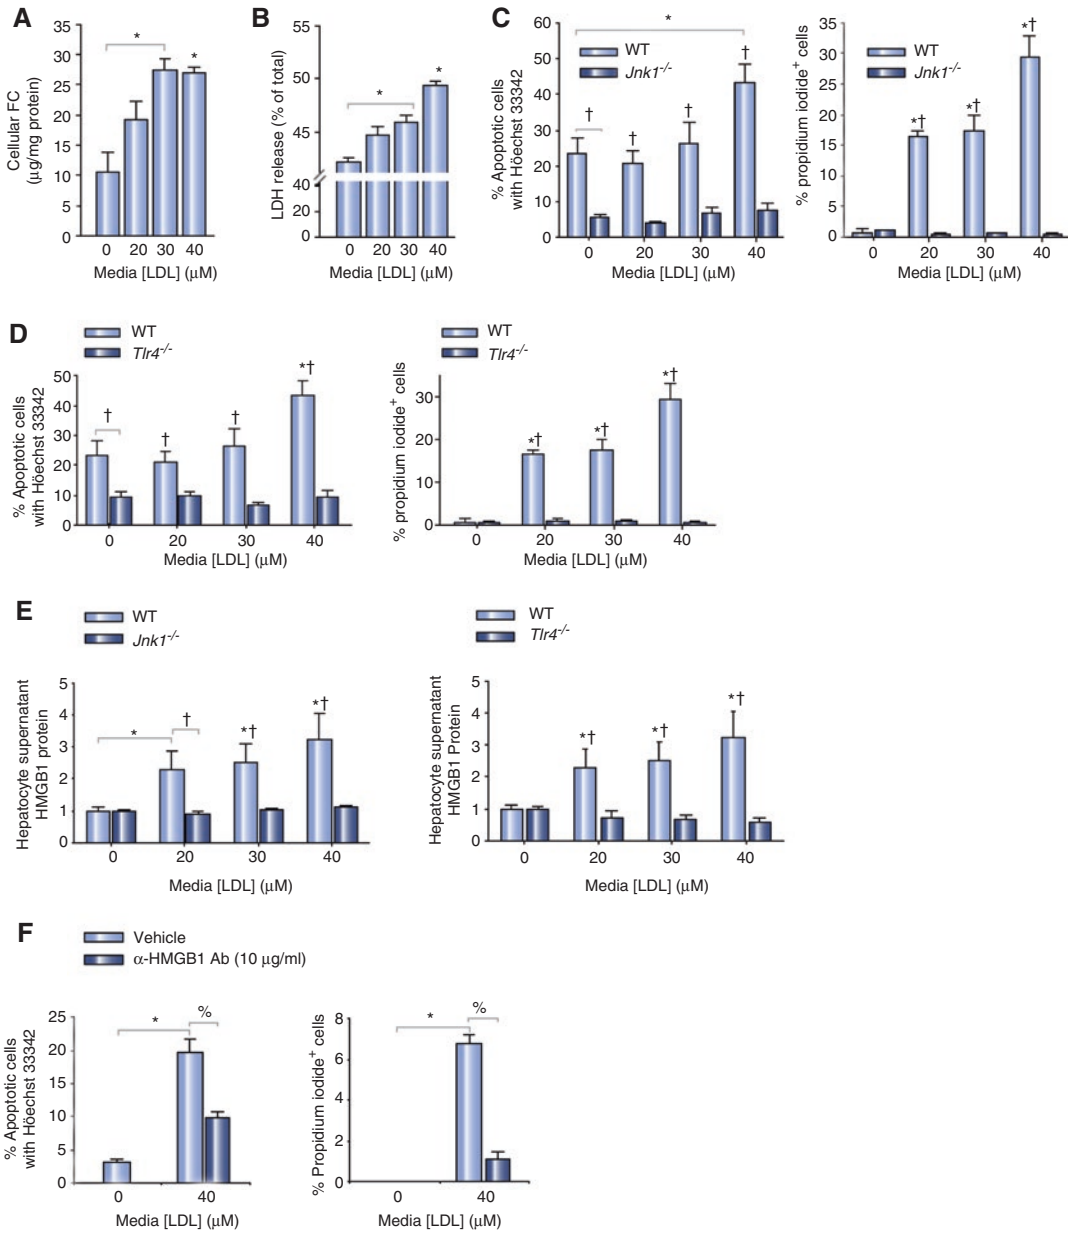 A
35
30
25
20
15
10
5
0
Cellular FC
(μg/mg protein)
*
*
0 20 30 40
Media [LDL] (μM)
B
55
50
45
40
20
0
LDH release (% of total)
*
*
0 20 30 40
Media [LDL] (μM)
C
60
50
40
30
20
10
0
% Apoptotic cells
with Höechst 33342
*
WT
Jnk1-/-
†
†
†
†
0 20 30 40
Media [LDL] (μM)
35
30
25
20
15
10
5
0
% propidium iodide+ cells
WT
Jnk1-/-
*†
*†
*†
0 20 30 40
Media [LDL] (μM)
D
WT
Tlr4-/-
50
40
30
20
10
0
% Apoptotic cells
with Höechst 33342
†
†
†
*†
0 20 30 40
Media [LDL] (μM)
WT
Tlr4-/-
30
20
10
0
% propidium iodide+ cells
*†
*†
*†
0 20 30 40
Media [LDL] (μM)
E
WT
Jnk1-/-
5
4
3
2
1
0
Hepatocyte supernatant
HMGB1 protein
*
†
*†
*†
0 20 30 40
Media [LDL] (μM)
WT
Tlr4-/-
5
4
3
2
1
0
Hepatocyte supernatant
HMGB1 Protein
*†
*†
*†
0 20 30 40
Media [LDL] (μM)
F
Vehicle
α-HMGB1 Ab (10 μg/ml)
25
20
15
10
5
0
% Apoptotic cells
with Höechst 33342
*
%
0 40
Media [LDL] (μM)
8
6
4
2
0
% Propidium iodide+ cells
*
%
0 40
Media [LDL] (μM)